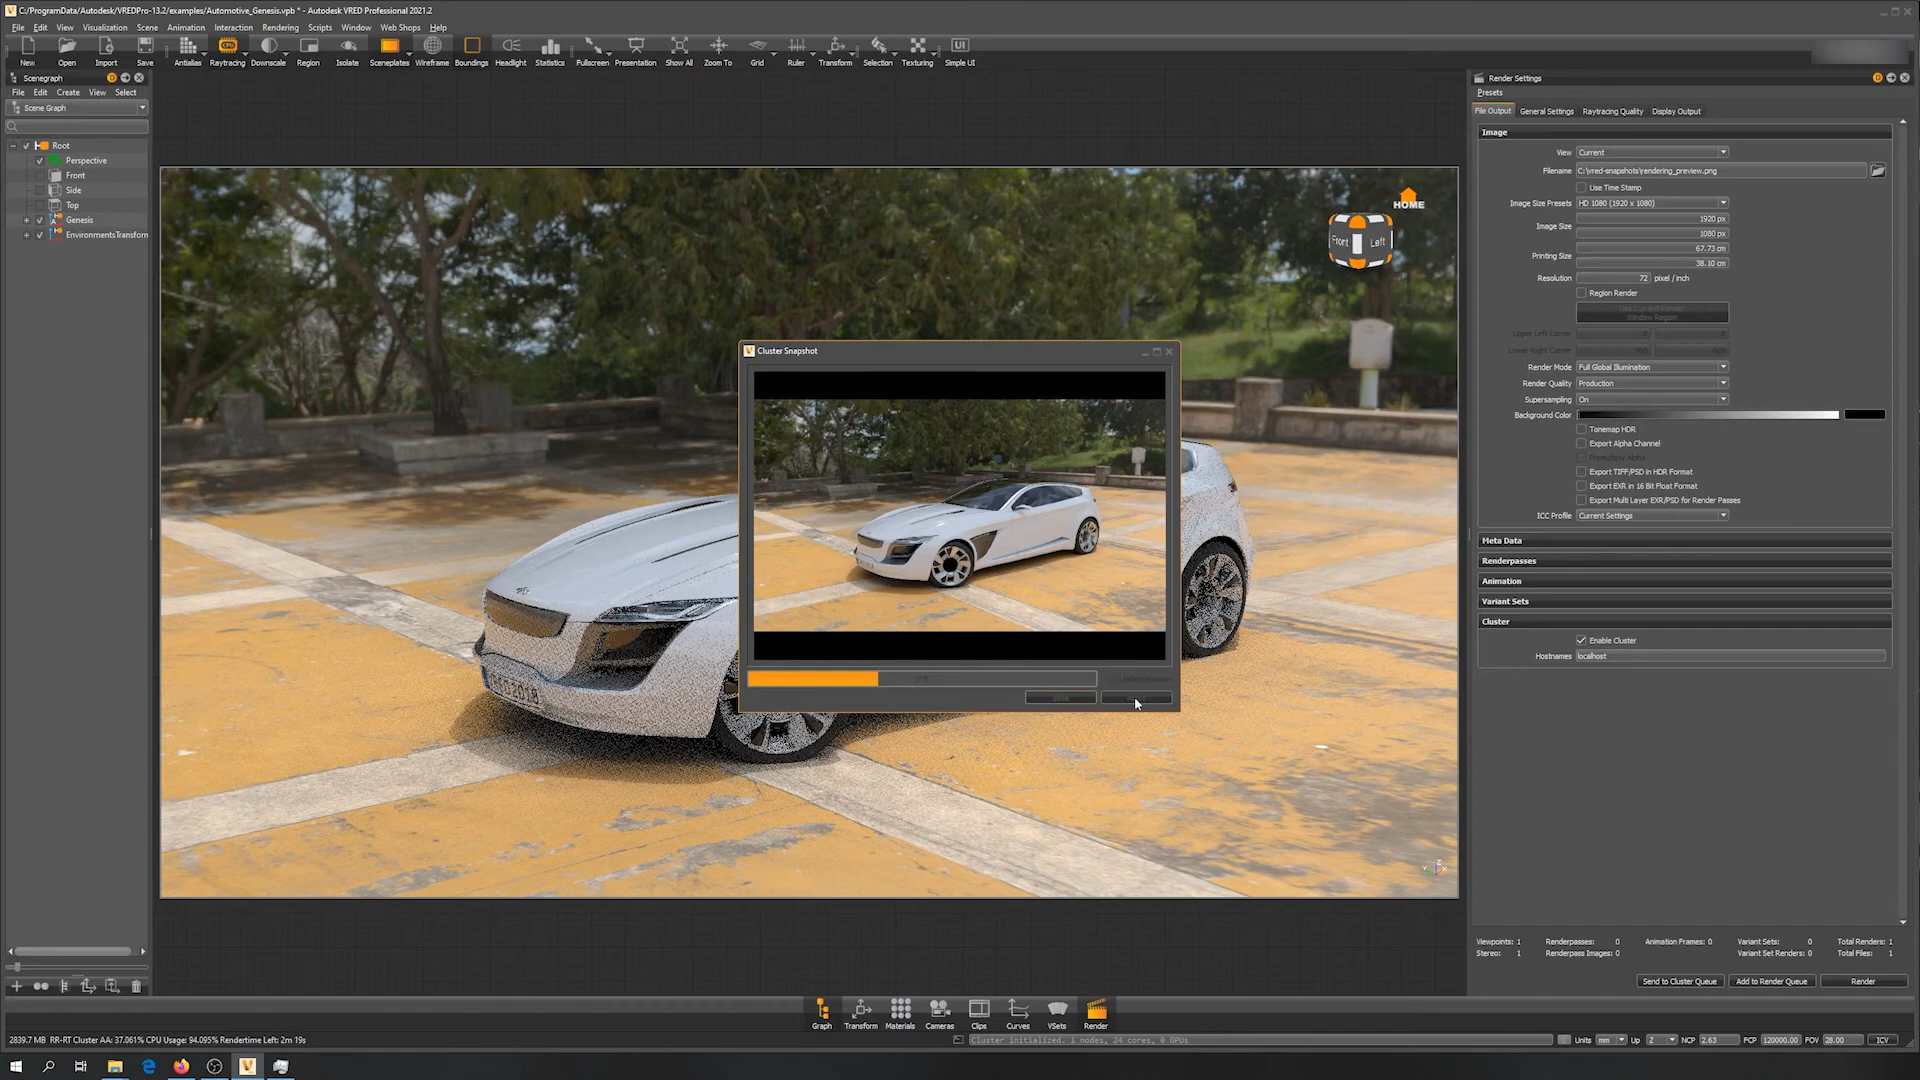 C:/ProgramData/Autodesk/VREDPro-13.2/examples/Automotive_Genesis.vpb * - Autodesk VRED Professional 2021.2
File Edit View Visualization Scene Animation Interaction Rendering Scripts Window Web Shops Help
New Open Import Save Antialias Raytracing Downscale Region Isolate Sceneplates Wireframe Boundings Headlight Statistics Fullscreen Presentation Show All Zoom To Grid Ruler Transform Selection Texturing Simple UI
Scenegraph
File Edit Create View Select
Scene Graph
Root
Perspective
Front
Side
Top
Genesis
EnvironmentsTransform
HOME
Front Left
Cluster Snapshot
Render Settings
Presets
File Output General Settings Raytracing Quality Display Output
Image
View Current
Filename C:\vred-snapshots\rendering_preview.png
Use Time Stamp
Image Size Presets HD 1080 (1920 x 1080)
1920 px
Image Size
1080 px
67.73 cm
Printing Size
38.10 cm
Resolution 72 pixel / inch
Region Render
Use Current Render
Window Region
Upper Left Corner
Lower Right Corner
Render Mode Full Global Illumination
Render Quality Production
Supersampling On
Background Color
Tonemap HDR
Export Alpha Channel
Premultiply Alpha
Export TIFF/PSD in HDR Format
Export EXR in 16 Bit Float Format
Export Multi Layer EXR/PSD for Render Passes
ICC Profile Current Settings
Meta Data
Renderpasses
Animation
Variant Sets
Cluster
Enable Cluster
Hostnames localhost
Viewpoints: 1 Renderpasses: 0 Animation Frames: 0 Variant Sets: 0 Total Renders: 1
Stereo: 1 Renderpass Images: 0 Variant Set Renders: 0 Total Files: 1
Send to Cluster Queue Add to Render Queue Render
Graph Transform Materials Cameras Clips Curves VSets Render
2839.7 MB RR-RT Cluster AA: 37.061% CPU Usage: 94.095% Rendertime Left: 2m 19s
Cluster initialized. 1 nodes, 24 cores, 0 GPUs
Units mm Up Z NCP 2.63 FCP 120000.00 FOV 28.00 ICV